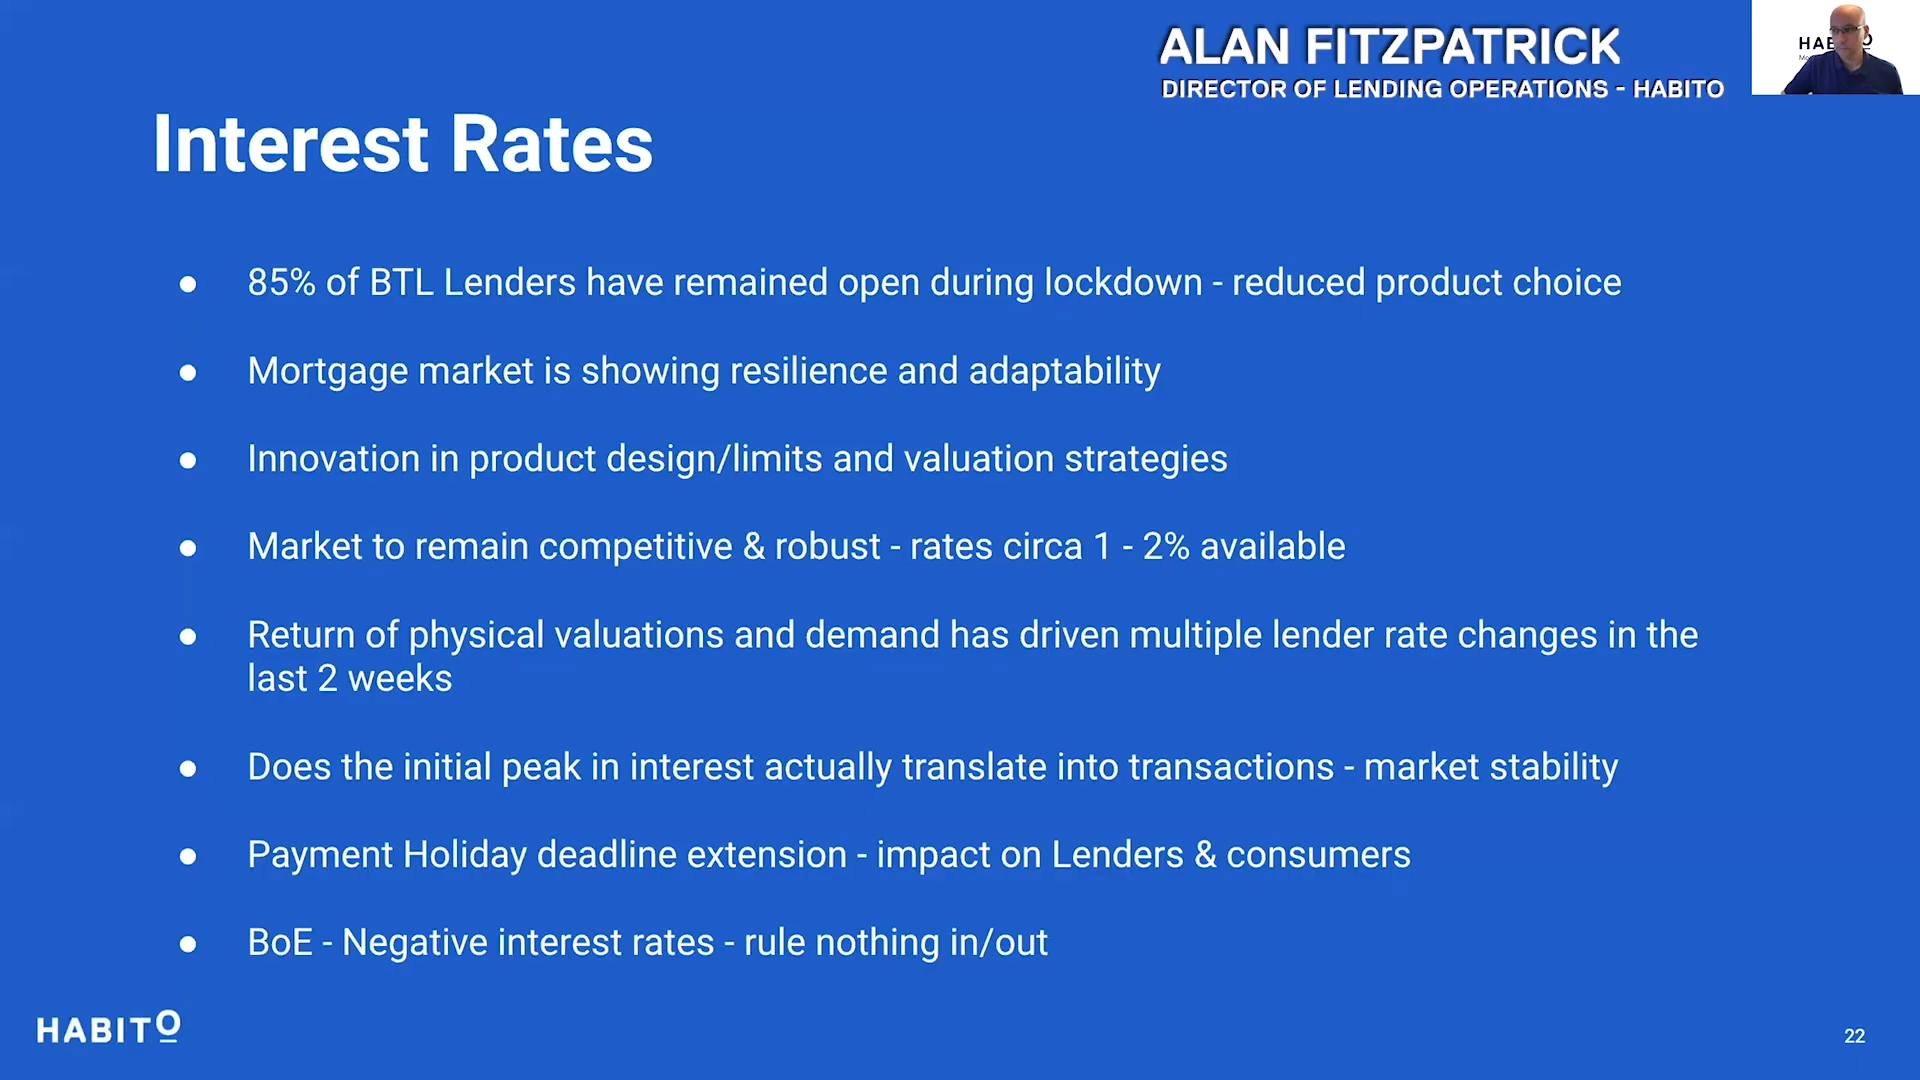 ALAN FITZPATRICK
DIRECTOR OF LENDING OPERATIONS - HABITO
Interest Rates
● 85% of BTL Lenders have remained open during lockdown - reduced product choice
● Mortgage market is showing resilience and adaptability
● Innovation in product design/limits and valuation strategies
● Market to remain competitive & robust - rates circa 1 - 2% available
● Return of physical valuations and demand has driven multiple lender rate changes in the
last 2 weeks
● Does the initial peak in interest actually translate into transactions - market stability
● Payment Holiday deadline extension - impact on Lenders & consumers
● BoE - Negative interest rates - rule nothing in/out
HABITO
22